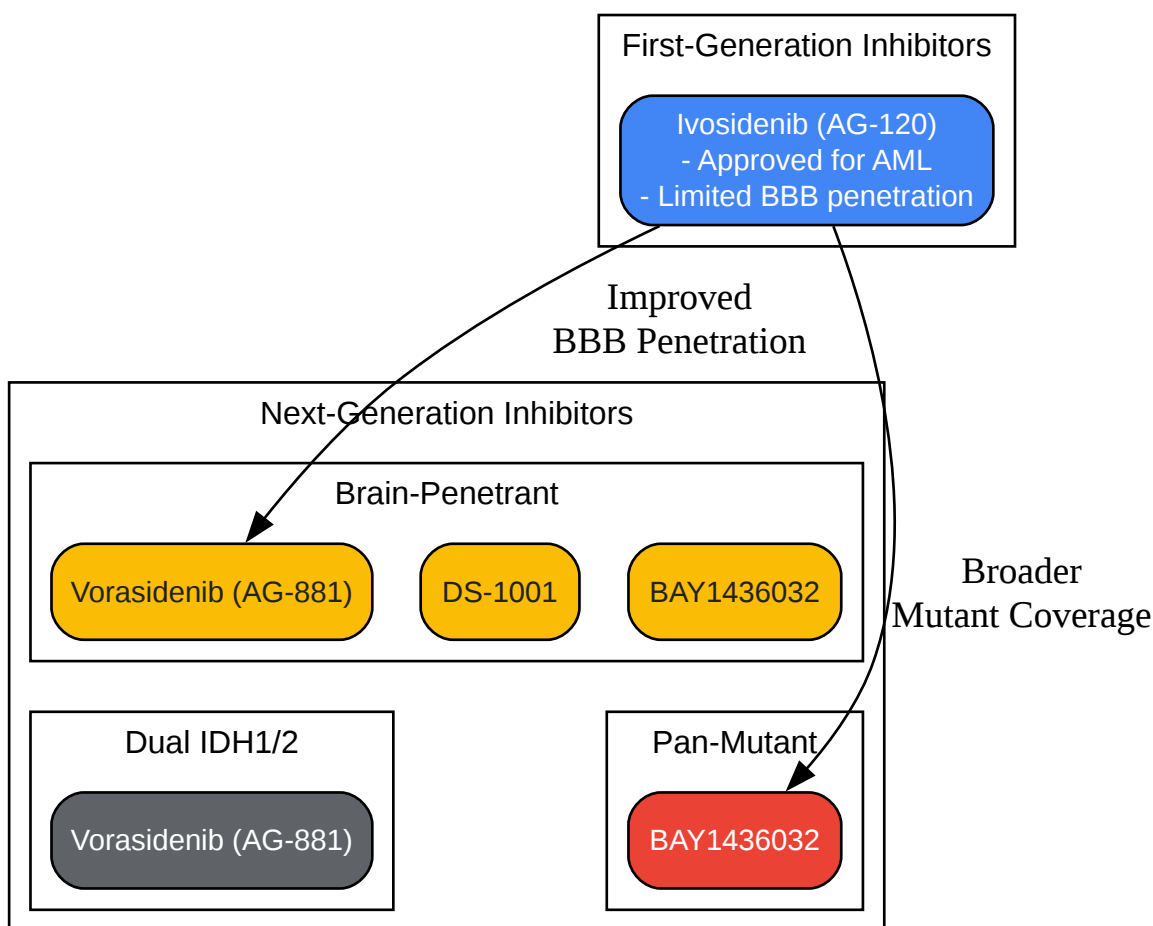 First-Generation Inhibitors
Ivosidenib (AG-120)
- Approved for AML
- Limited BBB penetration
Improved
BBB Penetration
Next-Generation Inhibitors
Brain-Penetrant
Vorasidenib (AG-881)
DS-1001
BAY1436032
Broader
Mutant Coverage
Dual IDH1/2
Vorasidenib (AG-881)
Pan-Mutant
BAY1436032